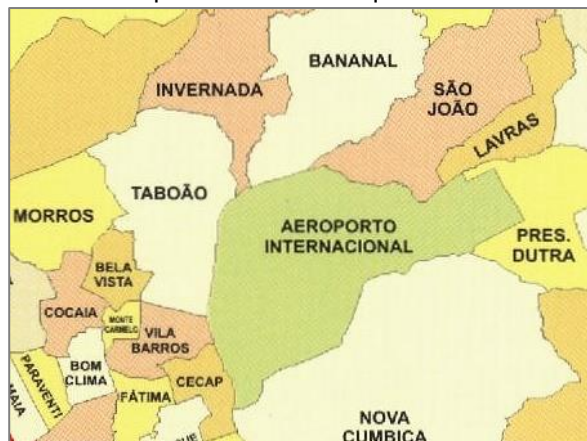 BANANAL
INVERNADA
SÃO
JOÃO
LAVRAS
TABOÃO
MORROS
AEROPORTO
INTERNACIONAL
PRES.
DUTRA
BELA
VISTA
COCAIA
MONTE
CARMELO
VILA
BARROS
BOM
CLIMA
PARAVENTI
MAIA
FÁTIMA
CECAP
NOVA
CUMBICA